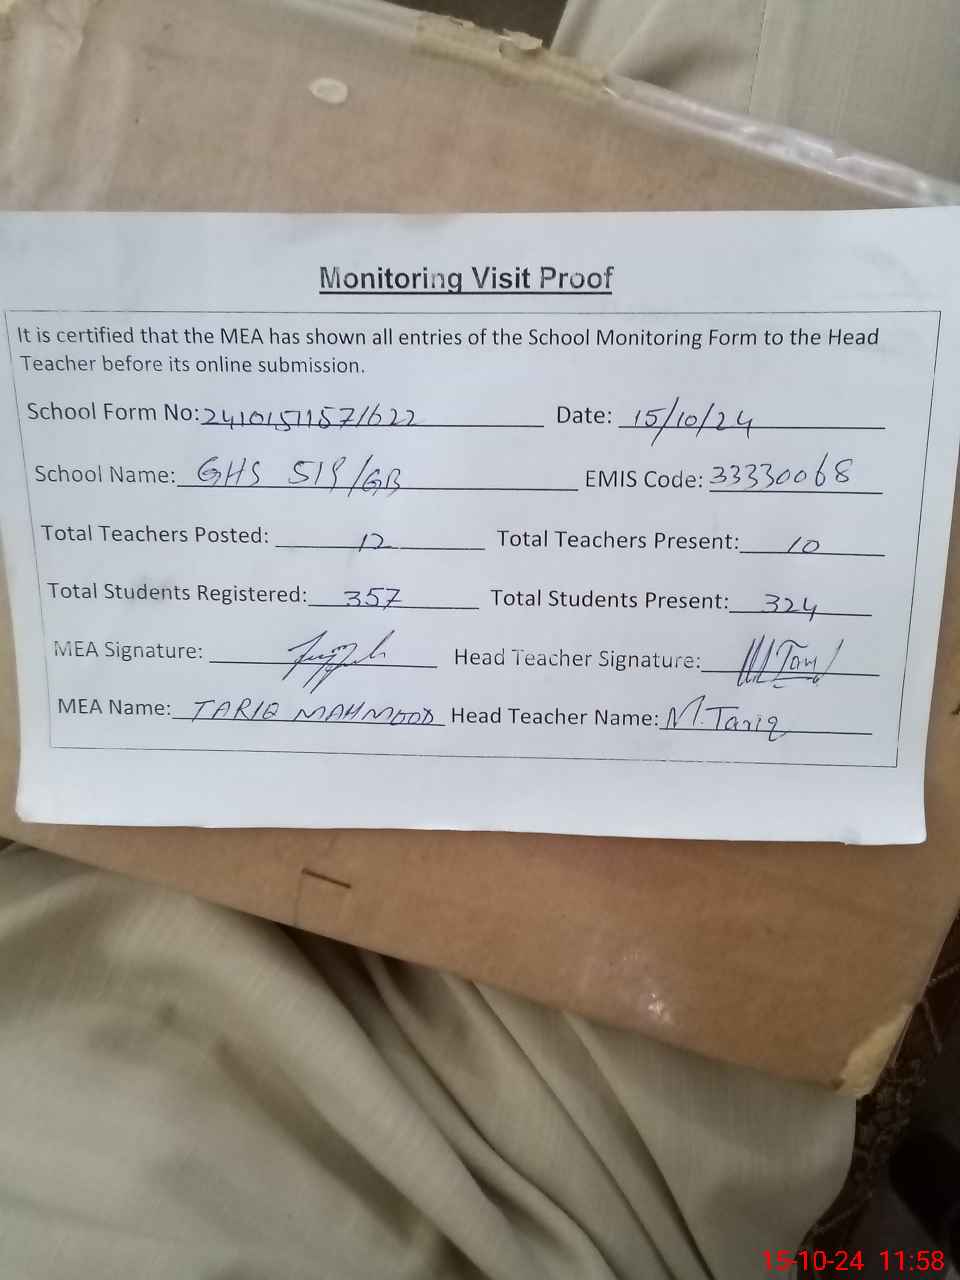 Monitoring Visit Proof
It is certified that the MEA has shown all entries of the School Monitoring Form to the Head
Teacher before its online submission.
School Form No: 24101511571622 Date: 15/10/24
School Name: GHS 519/GB EMIS Code: 33330068
Total Teachers Posted: 12 Total Teachers Present: 10
Total Students Registered: 357 Total Students Present: 324
MEA Signature: Head Teacher Signature:
MEA Name: TARIQ MAHMOOD Head Teacher Name: M. Tariq
15-10-24 11:58